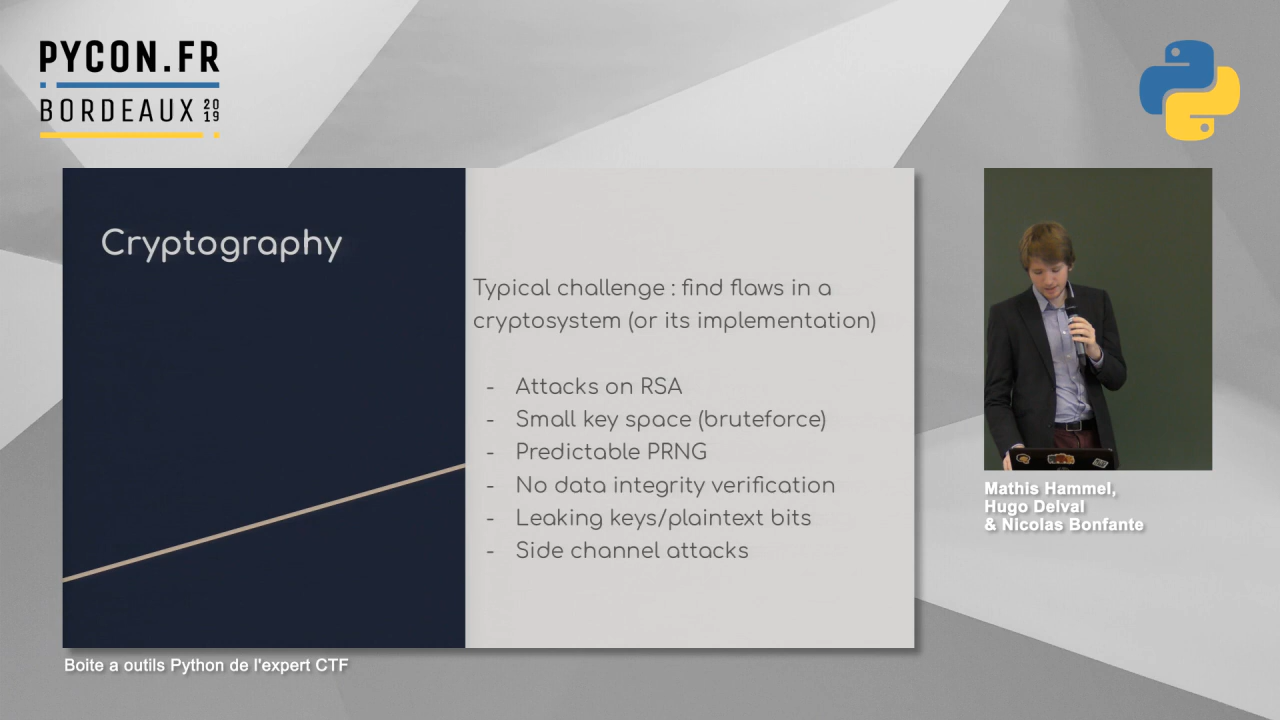 PYCON.FR
BORDEAUX 2019
Cryptography
Typical challenge : find flaws in a
cryptosystem (or its implementation)
- Attacks on RSA
- Small key space (bruteforce)
- Predictable PRNG
- No data integrity verification
- Leaking keys/plaintext bits
- Side channel attacks
Mathis Hammel,
Hugo Delval
& Nicolas Bonfante
Boite a outils Python de l'expert CTF